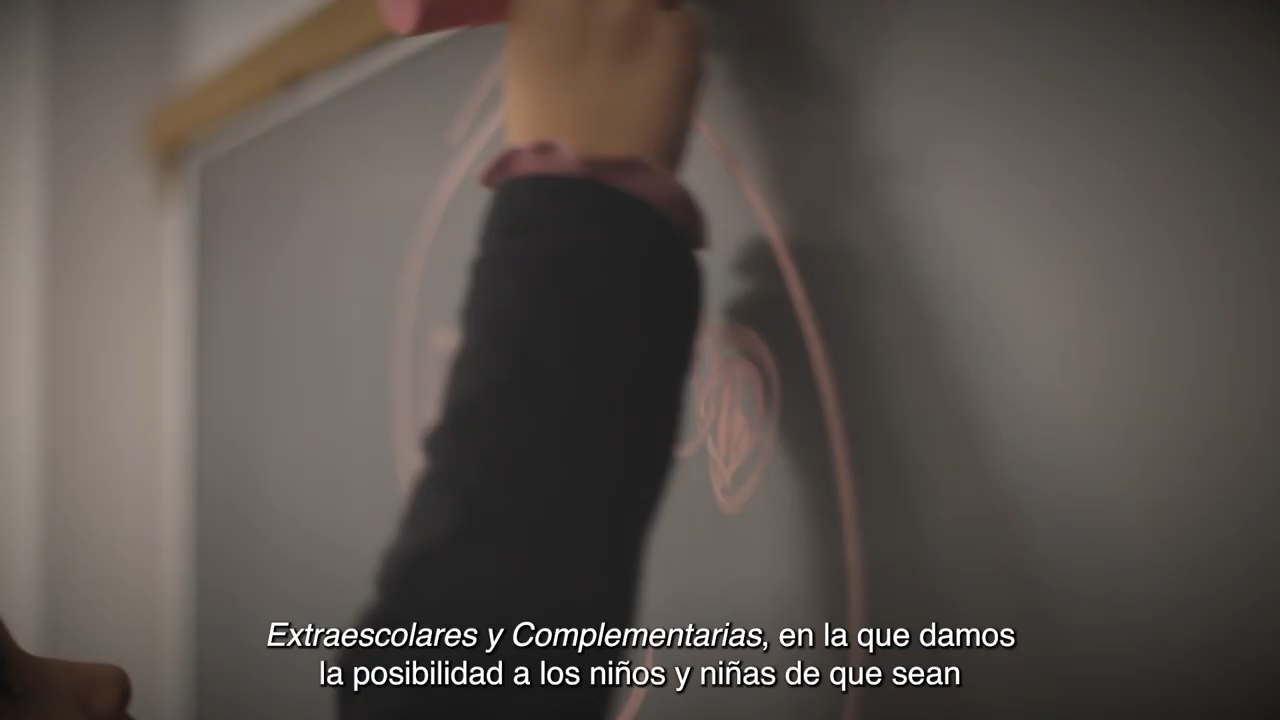 Extraescolares y Complementarias, en la que damos
la posibilidad a los niños y niñas de que sean